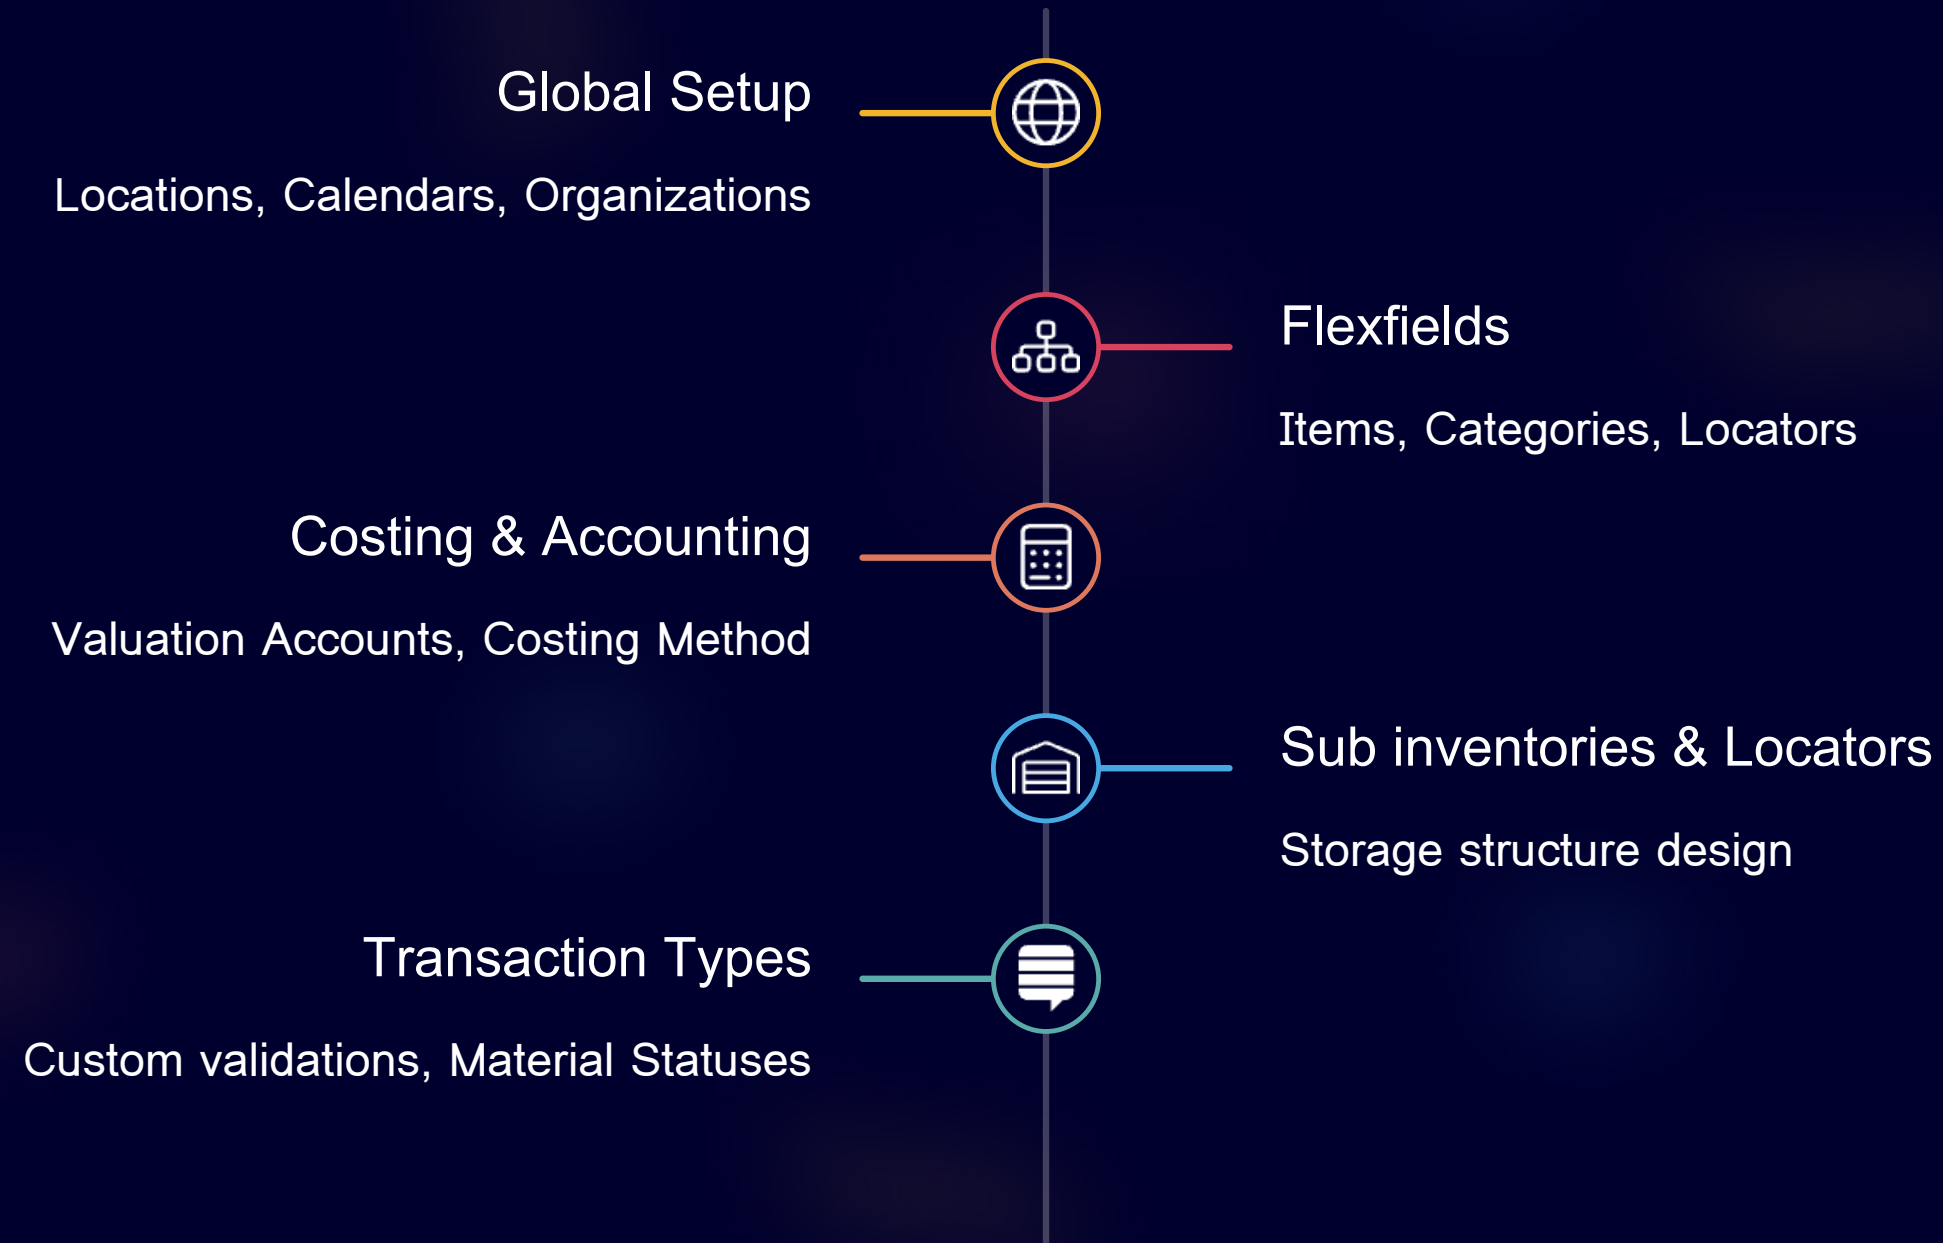 Global Setup
Locations, Calendars, Organizations
Flexfields
Items, Categories, Locators
Costing & Accounting
Valuation Accounts, Costing Method
Sub inventories & Locators
Storage structure design
Transaction Types
Custom validations, Material Statuses